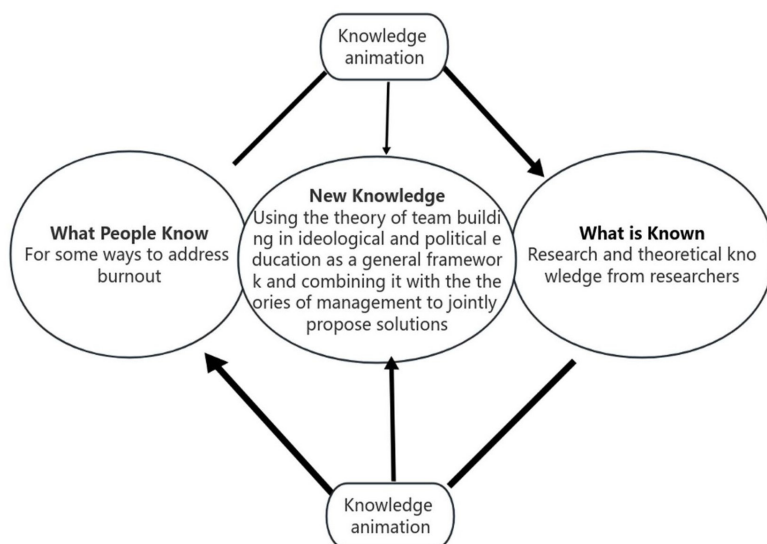 Knowledge
animation
What People Know
For some ways to address
burnout
New Knowledge
Using the theory of team buildi
ng in ideological and political e
ducation as a general framewor
k and combining it with the the
ories of management to jointly
propose solutions
What is Known
Research and theoretical kno
wledge from researchers
Knowledge
animation